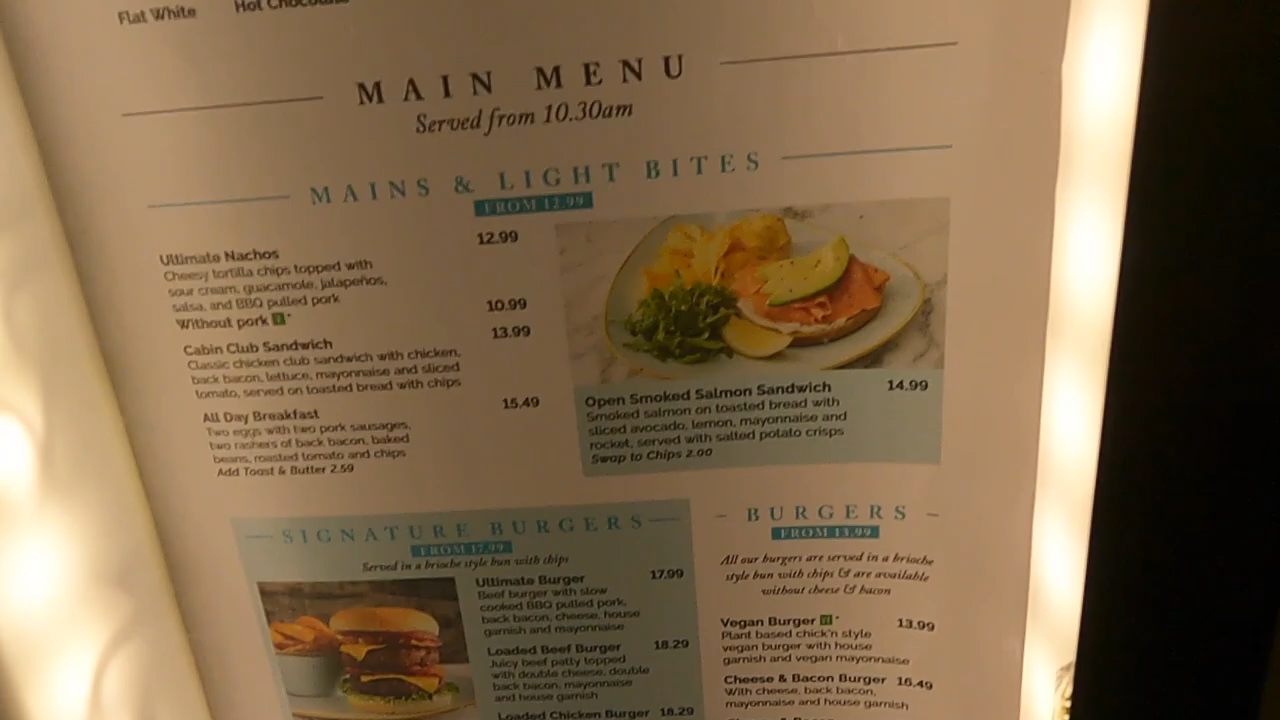 Flat White Hot Chocolate
MAIN MENU
Served from 10.30am
MAINS & LIGHT BITES
FROM 12.99
Ultimate Nachos 12.99
Cheesy tortilla chips topped with
sour cream, guacamole, jalapeños,
salsa, and BBQ pulled pork
Without pork V* 10.99
Cabin Club Sandwich 13.99
Classic chicken club sandwich with chicken,
back bacon, lettuce, mayonnaise and sliced
tomato, served on toasted bread with chips
All Day Breakfast 15.49
Two eggs with two pork sausages,
two rashers of back bacon, baked
beans, roasted tomato and chips
Add Toast & Butter 2.59
Open Smoked Salmon Sandwich 14.99
Smoked salmon on toasted bread with
sliced avocado, lemon, mayonnaise and
rocket, served with salted potato crisps
Swap to Chips 2.00
SIGNATURE BURGERS
FROM 17.99
Served in a brioche style bun with chips
Ultimate Burger 17.99
Beef burger with slow
cooked BBQ pulled pork,
back bacon, cheese, house
garnish and mayonnaise
Loaded Beef Burger 18.29
Juicy beef patty topped
with double cheese, double
back bacon, mayonnaise
and house garnish
Loaded Chicken Burger 18.29
BURGERS
FROM 13.99
All our burgers are served in a brioche
style bun with chips & are available
without cheese & bacon
Vegan Burger * 13.99
Plant based chick'n style
vegan burger with house
garnish and vegan mayonnaise
Cheese & Bacon Burger 16.49
With cheese, back bacon,
mayonnaise and house garnish